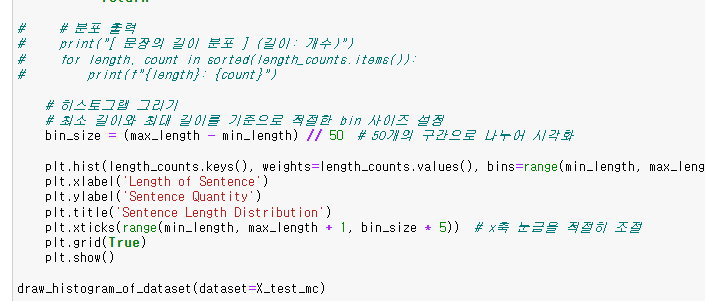 return
#     # 분포 출력
#     print("[ 문장의 길이 분포 ] (길이: 개수)")
#     for length, count in sorted(length_counts.items()):
#         print(f"{length}: {count}")
# 히스토그램 그리기
# 최소 길이와 최대 길이를 기준으로 적절한 bin 사이즈 설정
bin_size = (max_length - min_length) // 50  # 50개의 구간으로 나누어 시각화
plt.hist(length_counts.keys(), weights=length_counts.values(), bins=range(min_length, max_leng
plt.xlabel('Length of Sentence')
plt.ylabel('Sentence Quantity')
plt.title('Sentence Length Distribution')
plt.xticks(range(min_length, max_length + 1, bin_size * 5))  # x축 눈금을 적절히 조절
plt.grid(True)
plt.show()
draw_histogram_of_dataset(dataset=X_test_mc)